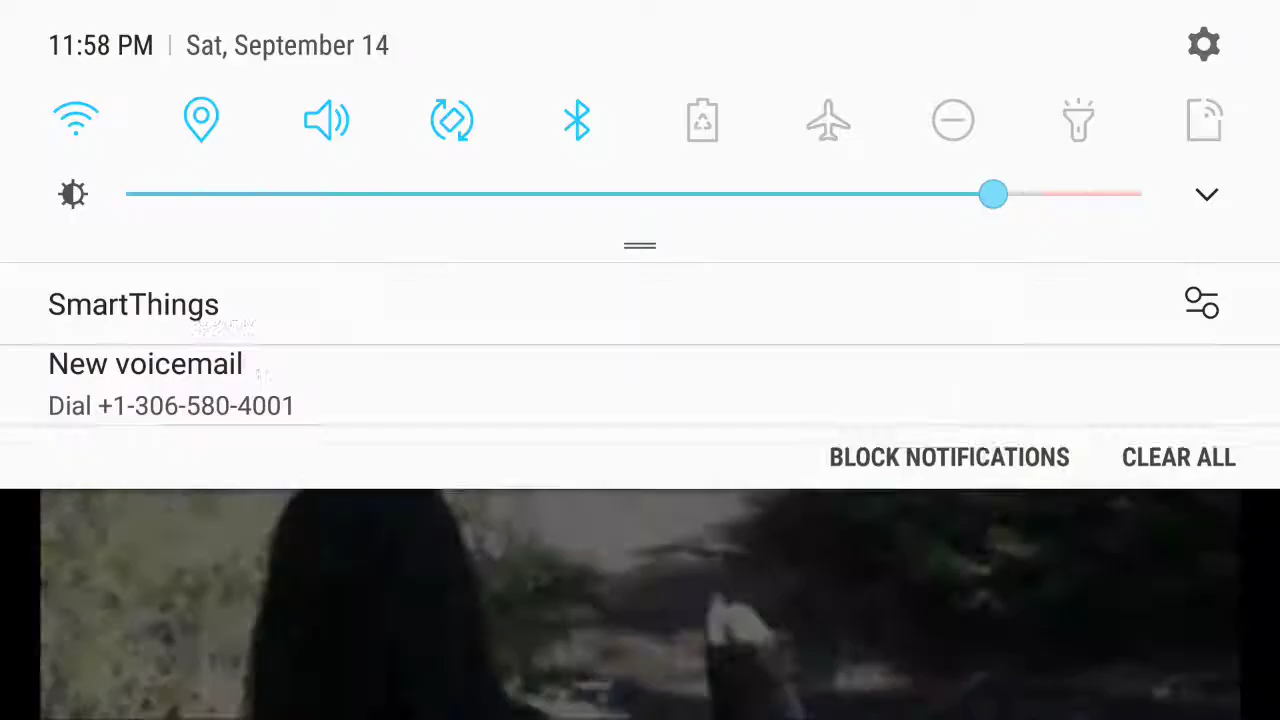 11:58 PM | Sat, September 14
SmartThings
New voicemail
Dial +1-306-580-4001
BLOCK NOTIFICATIONS CLEAR ALL